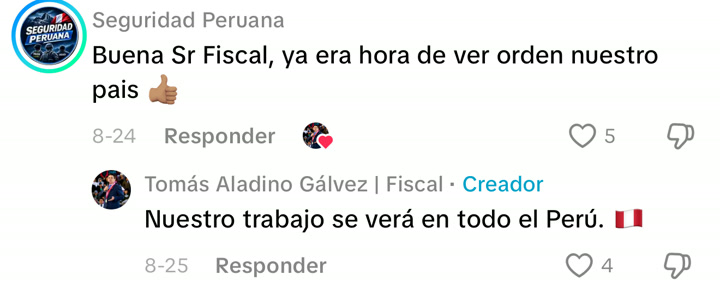 SEGURIDAD
PERUANA
Seguridad Peruana
Buena Sr Fiscal, ya era hora de ver orden nuestro
pais 👍🏽
8-24 Responder 5
Tomás Aladino Gálvez | Fiscal · Creador
Nuestro trabajo se verá en todo el Perú. 🇵🇪
8-25 Responder 4